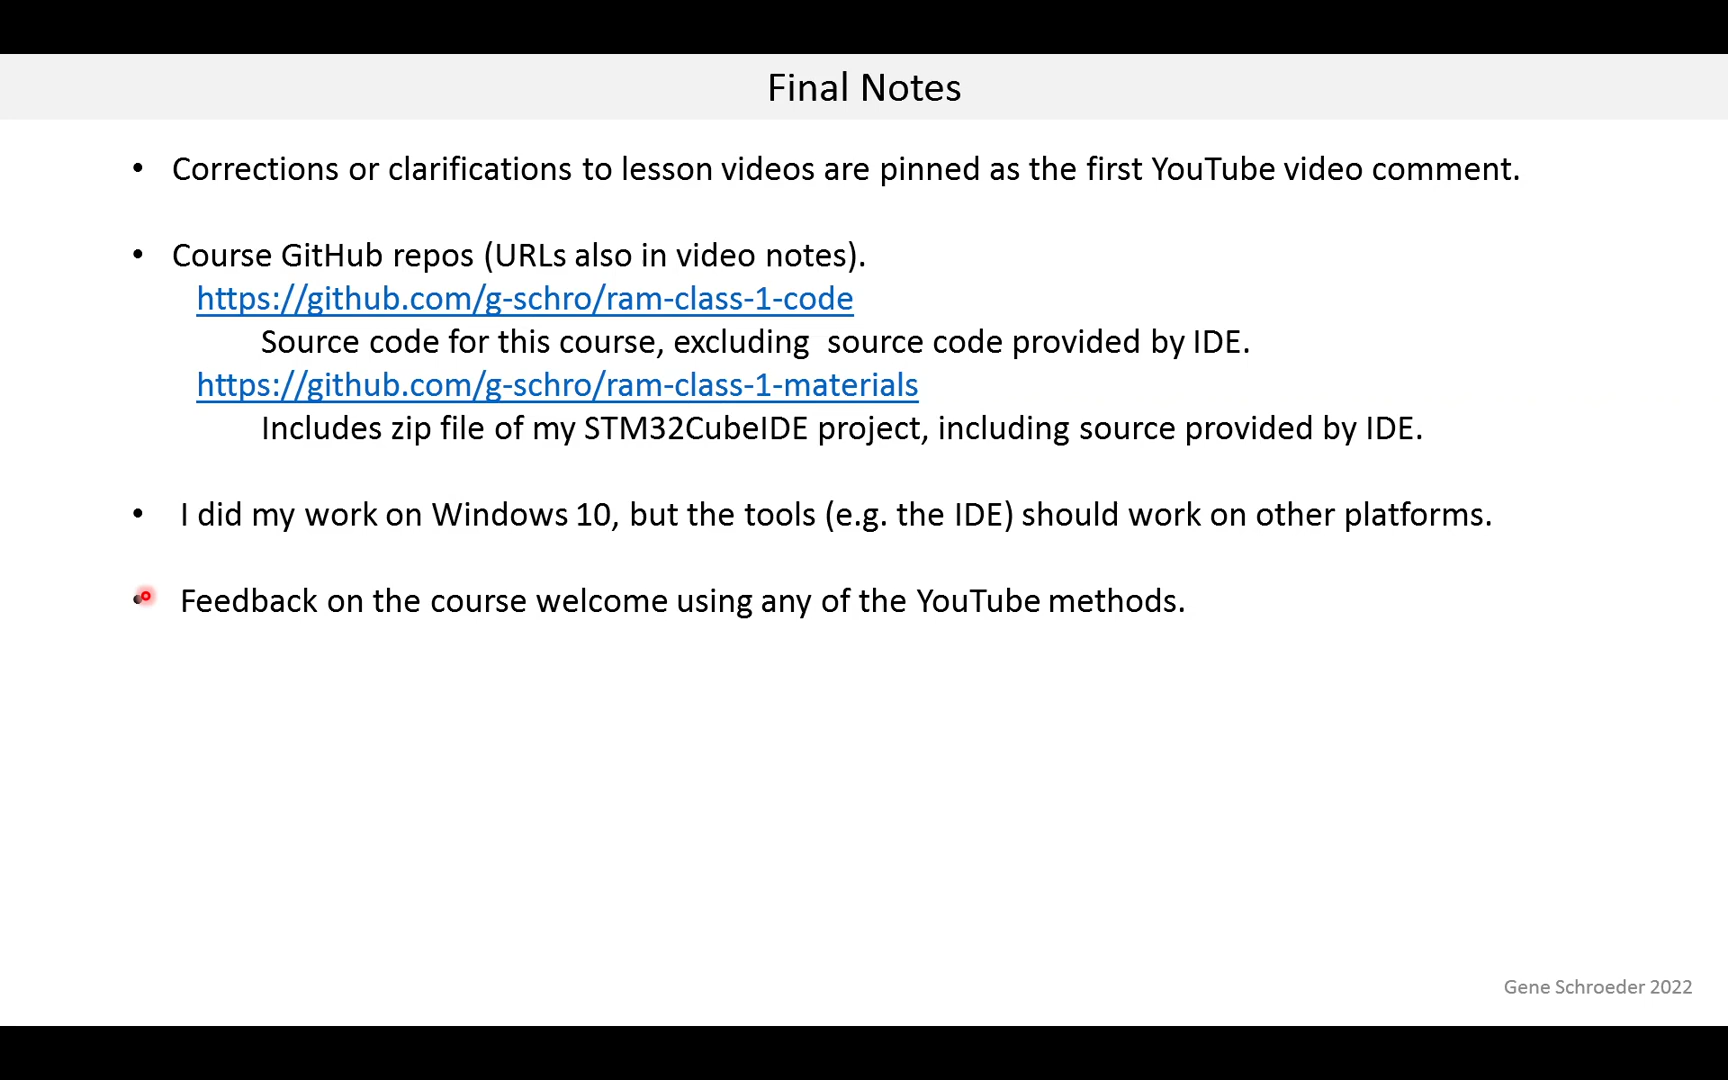 Final Notes
• Corrections or clarifications to lesson videos are pinned as the first YouTube video comment.
• Course GitHub repos (URLs also in video notes).
https://github.com/g-schro/ram-class-1-code
Source code for this course, excluding  source code provided by IDE.
https://github.com/g-schro/ram-class-1-materials
Includes zip file of my STM32CubeIDE project, including source provided by IDE.
• I did my work on Windows 10, but the tools (e.g. the IDE) should work on other platforms.
• Feedback on the course welcome using any of the YouTube methods.
Gene Schroeder 2022